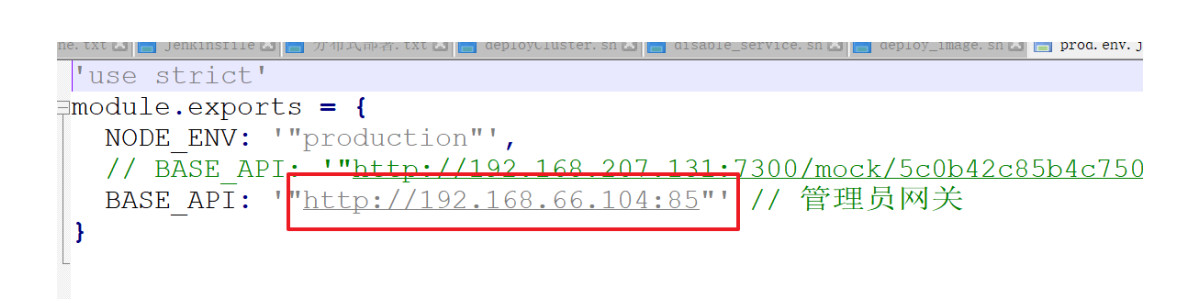 ne.txt Jenkinsfile 分布式部署.txt deployCluster.sh disable_service.sh deploy_image.sh prod.env.j
'use strict'
module.exports = {
NODE_ENV: '"production"',
// BASE_API: '"http://192.168.207.131:7300/mock/5c0b42c85b4c750
BASE_API: '"http://192.168.66.104:85"' // 管理员网关
}